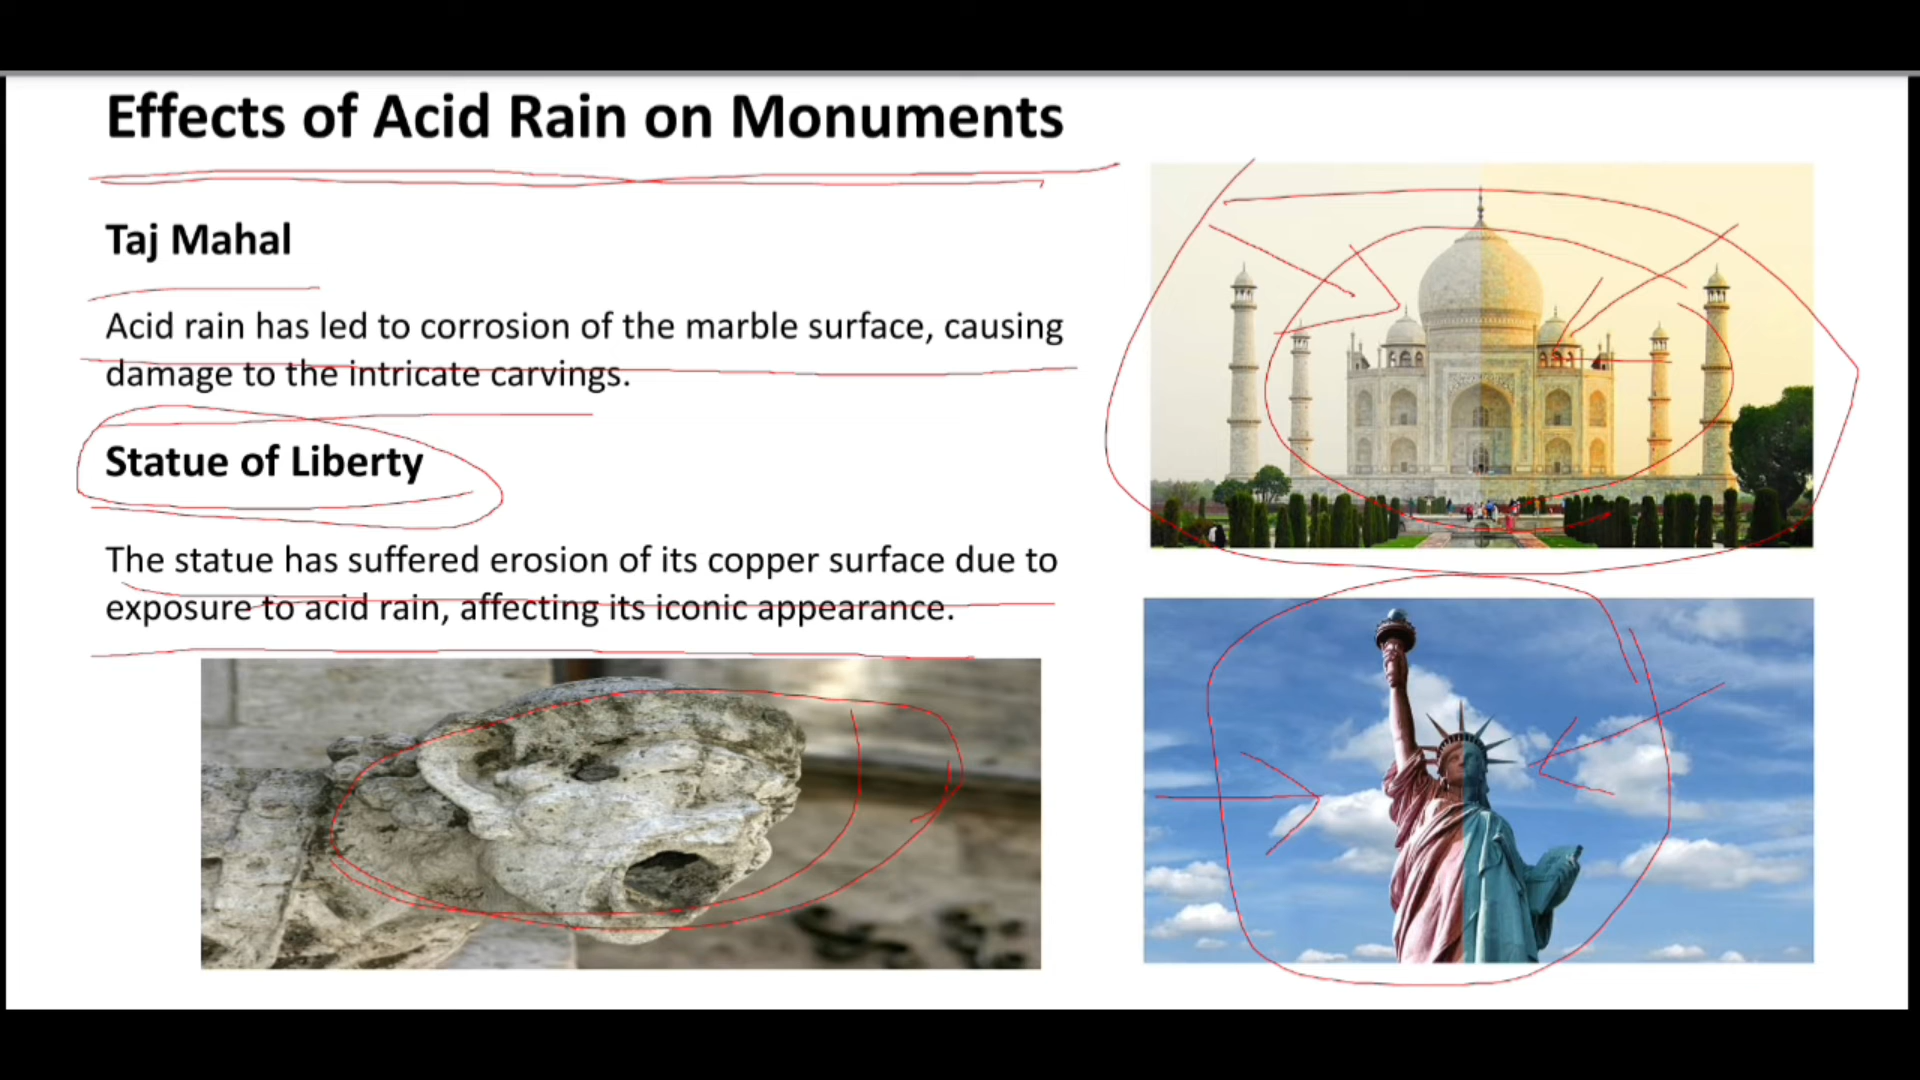 Effects of Acid Rain on Monuments
Taj Mahal
Acid rain has led to corrosion of the marble surface, causing
damage to the intricate carvings.
Statue of Liberty
The statue has suffered erosion of its copper surface due to
exposure to acid rain, affecting its iconic appearance.